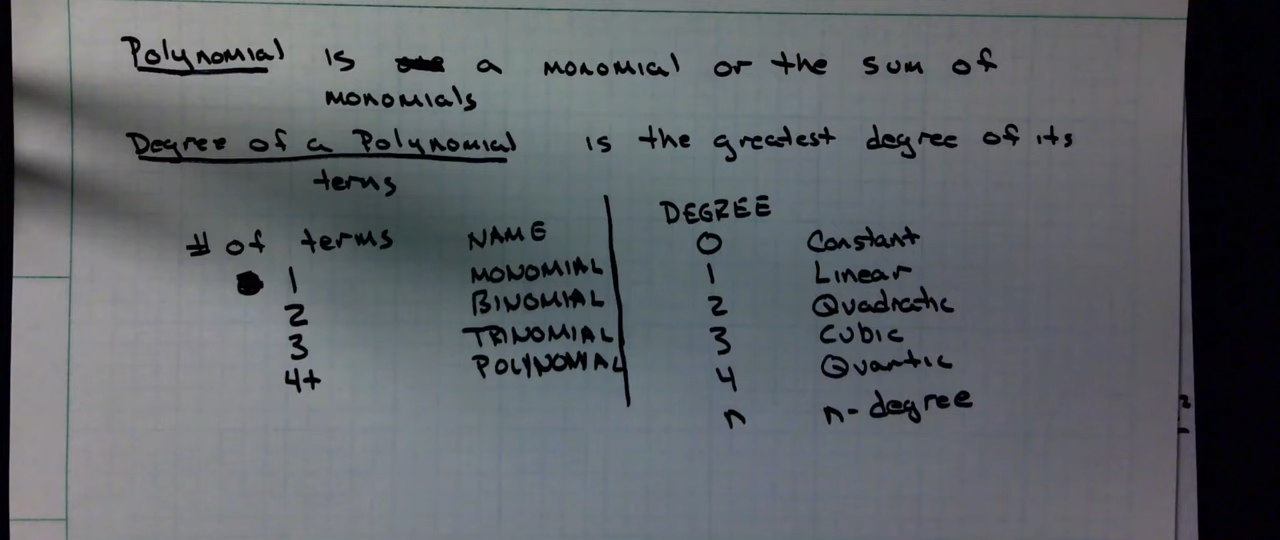 Polynomial is a monomial or the sum of
monomials
Degree of a Polynomial is the greatest degree of its
terms
# of terms NAME DEGREE
0 Constant
1 MONOMIAL 1 Linear
2 BINOMIAL 2 Quadratic
3 TRINOMIAL 3 Cubic
4+ POLYNOMIAL 4 Quartic
n n-degree